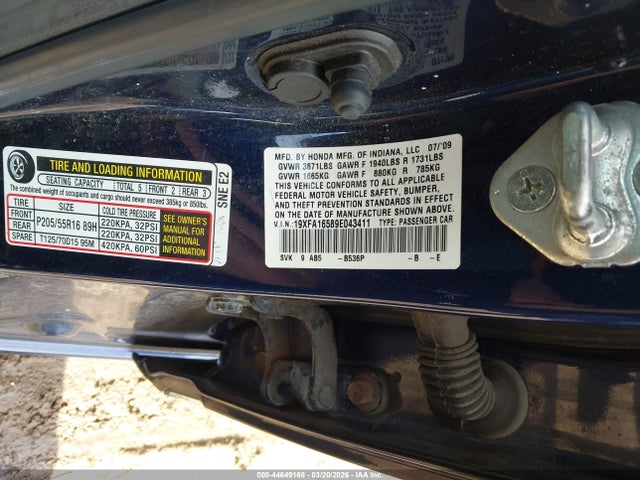 TIRE AND LOADING INFORMATION
SEATING CAPACITY TOTAL 5 FRONT 2 REAR 3
The combined weight of occupants and cargo should never exceed 385kg or 850lbs.
TIRE SIZE COLD TIRE PRESSURE
FRONT P205/55R16 89H 220KPA, 32PSI
REAR 220KPA, 32PSI
SPARE T125/70D15 95M 420KPA, 60PSI
SEE OWNER'S
MANUAL FOR
ADDITIONAL
INFORMATION
SNE E2
MFD. BY HONDA MFG. OF INDIANA, LLC 07/'09
GVWR 3671LBS GAWR F 1940LBS R 1731LBS
GVWR 1665KG GAWR F 880KG R 785KG
THIS VEHICLE CONFORMS TO ALL APPLICABLE
FEDERAL MOTOR VEHICLE SAFETY, BUMPER,
AND THEFT PREVENTION STANDARDS IN EFFECT
ON THE DATE OF MANUFACTURE SHOWN ABOVE.
V.I.N.:19XFA16589E043411 TYPE: PASSENGER CAR
SVK 9 AB5 -B536P -B -E
000-44649168 - 03/20/2026 - IAA Inc. Copyright